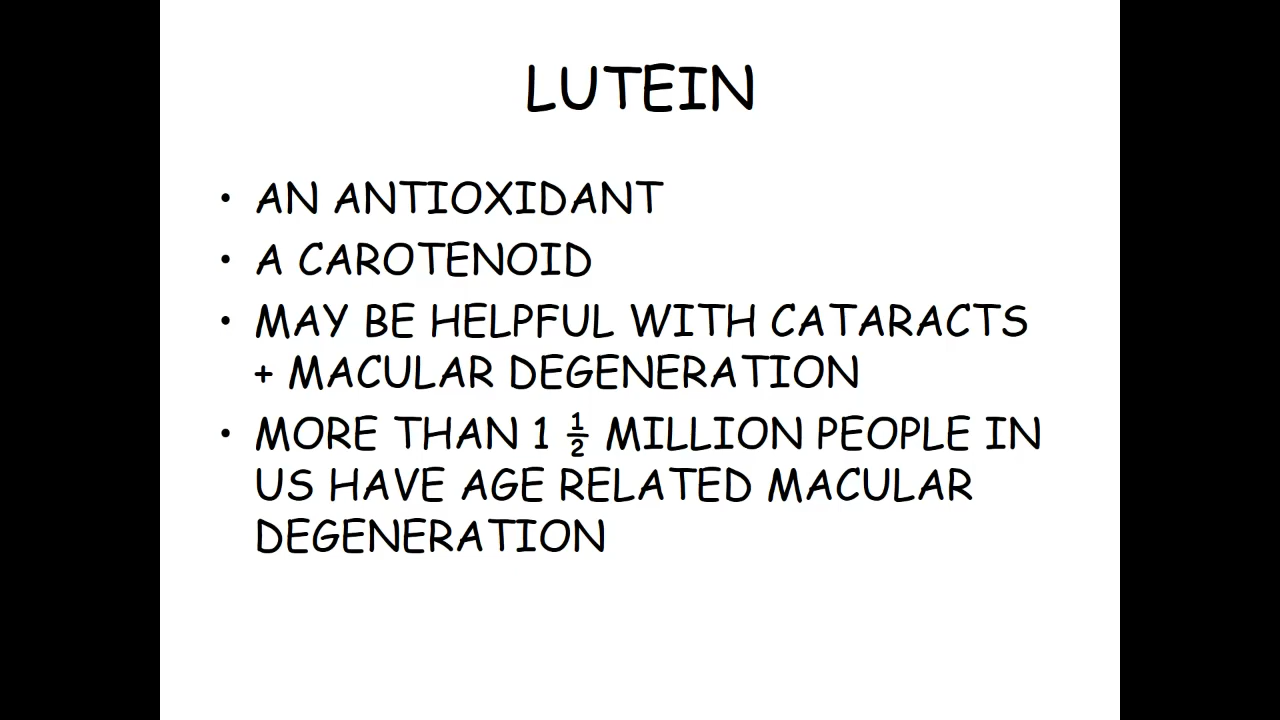 LUTEIN
• AN ANTIOXIDANT
• A CAROTENOID
• MAY BE HELPFUL WITH CATARACTS
+ MACULAR DEGENERATION
• MORE THAN 1 ½ MILLION PEOPLE IN
US HAVE AGE RELATED MACULAR
DEGENERATION